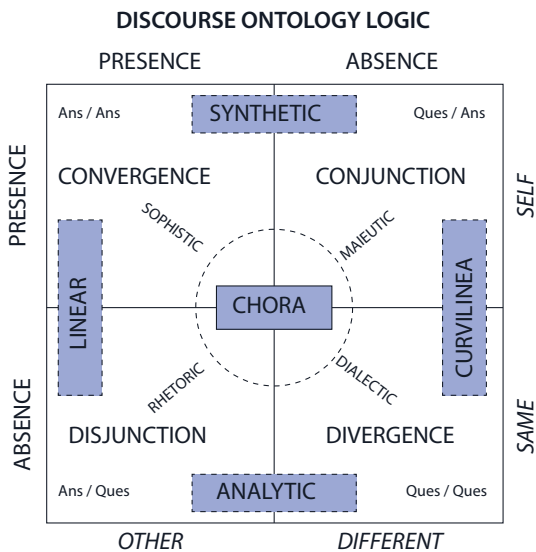 DISCOURSE ONTOLOGY LOGIC
PRESENCE ABSENCE
Ans / Ans SYNTHETIC Ques / Ans
PRESENCE
CONVERGENCE CONJUNCTION
SELF
SOPHISTIC MAIEUTIC
LINEAR CHORA CURVILINEA
RHETORIC DIALECTIC
ABSENCE
DISJUNCTION DIVERGENCE
SAME
Ans / Ques ANALYTIC Ques / Ques
OTHER DIFFERENT